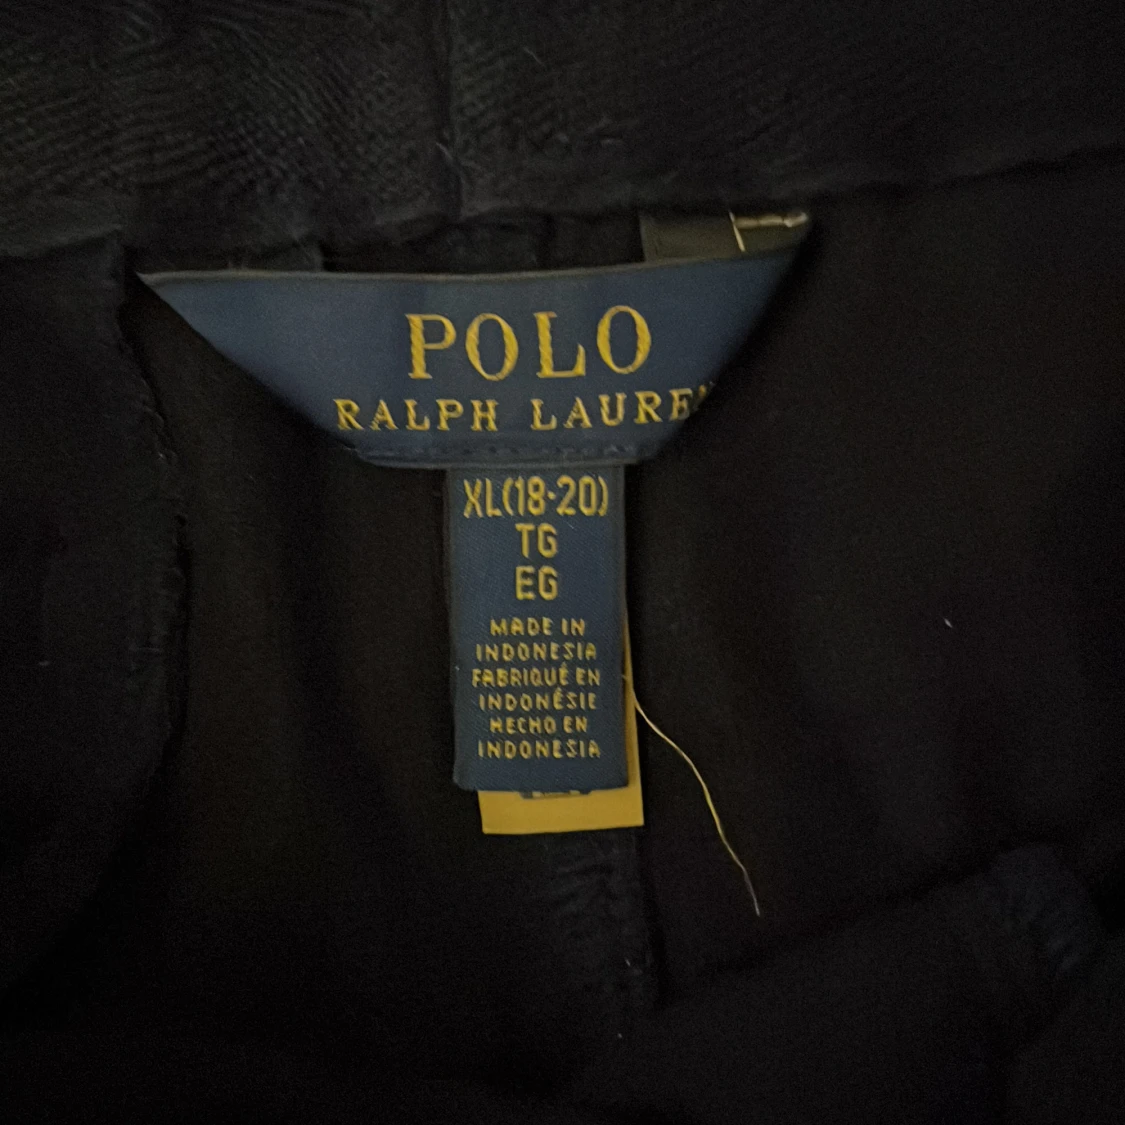 POLO
RALPH LAUREN
XL(18-20)
TG
EG
MADE IN
INDONESIA
FABRIQUÉ EN
INDONÉSIE
HECHO EN
INDONESIA